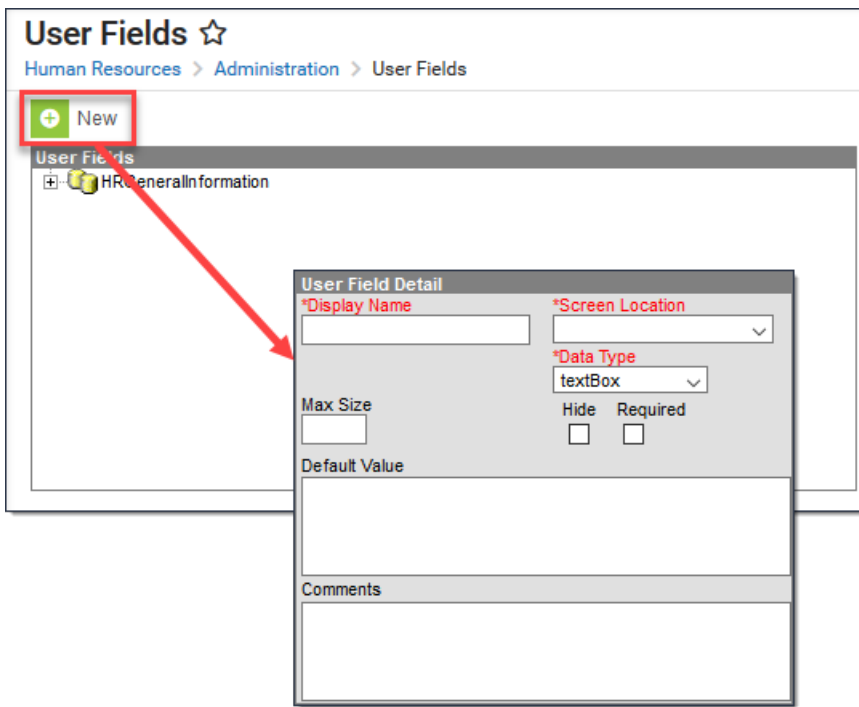 User Fields
Human Resources > Administration > User Fields
New
User Fields
HRGeneralInformation
User Field Detail
*Display Name *Screen Location
*Data Type
textBox
Max Size Hide Required
Default Value
Comments